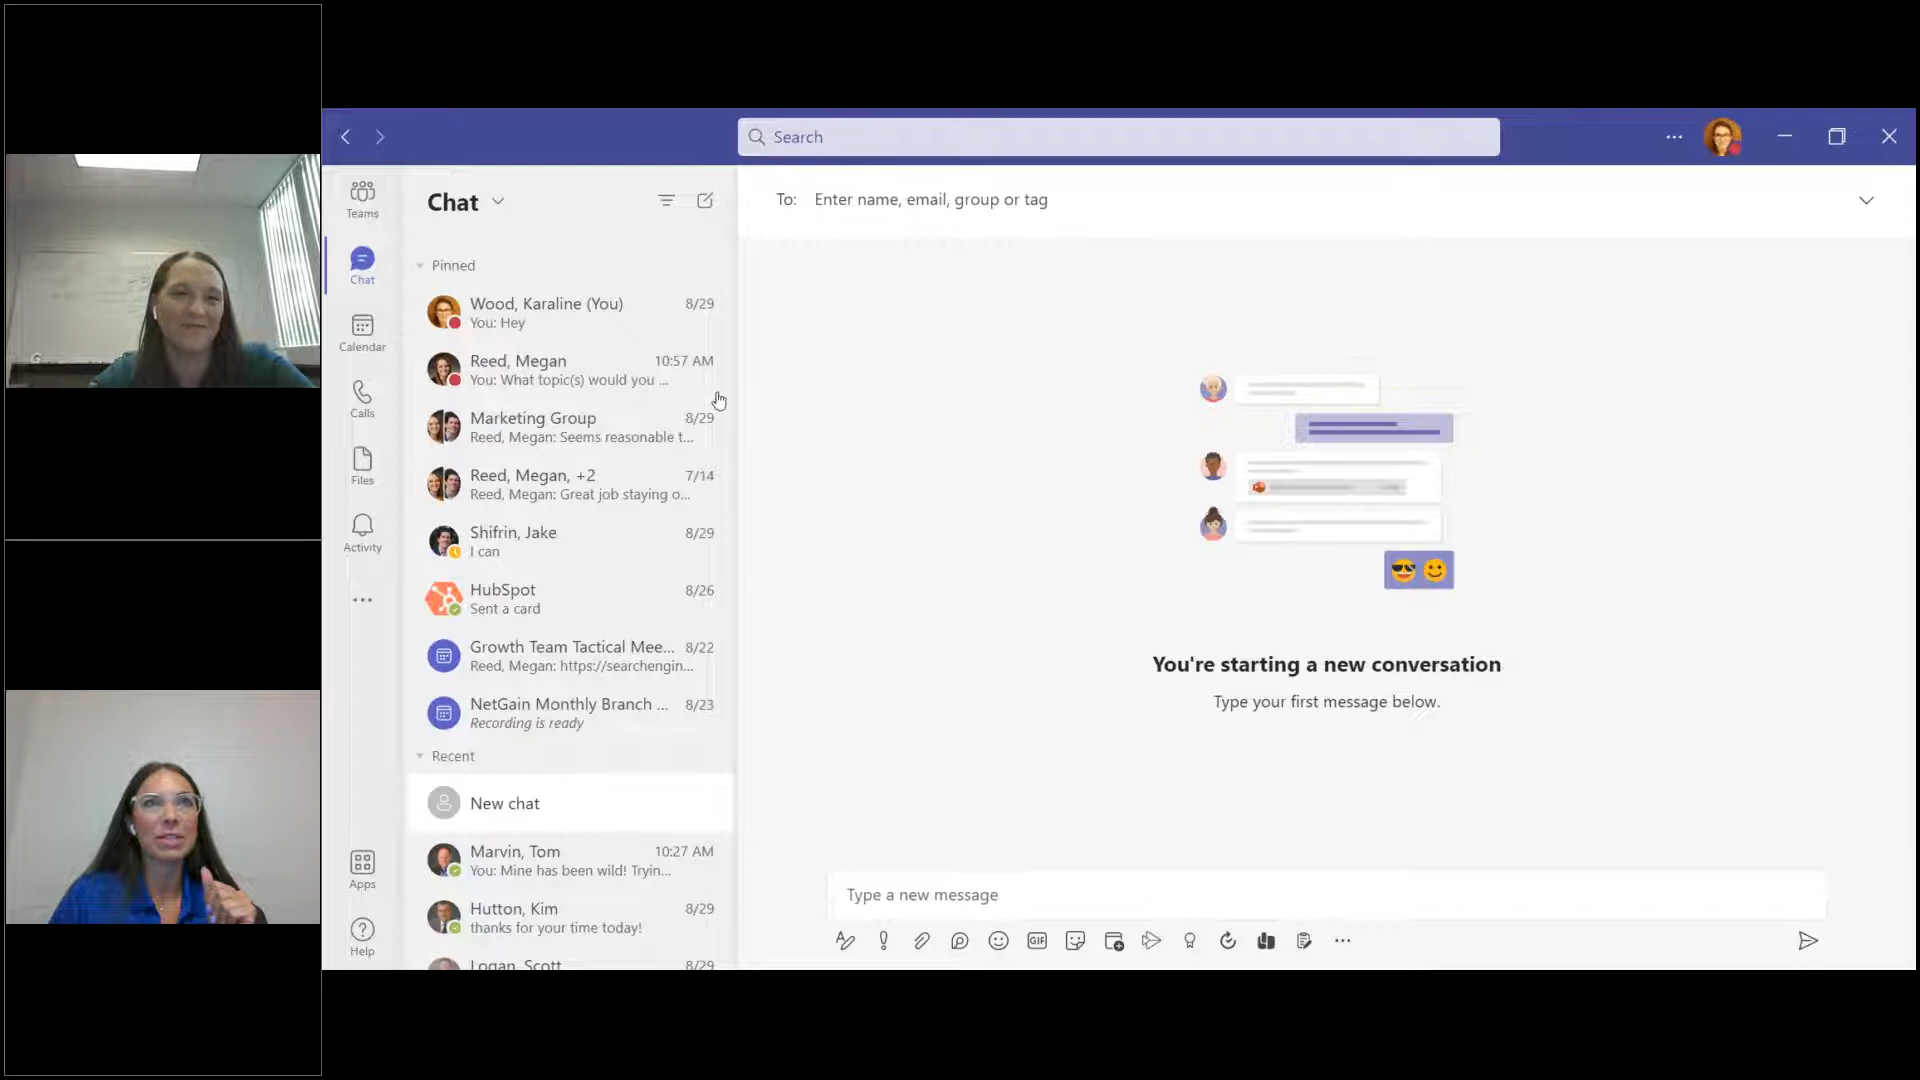 Search
Teams
Chat
Calendar
Calls
Files
Activity
Apps
Help
Chat
Pinned
Wood, Karaline (You) 8/29
You: Hey
Reed, Megan 10:57 AM
You: What topic(s) would you ...
Marketing Group 8/29
Reed, Megan: Seems reasonable t...
Reed, Megan, +2 7/14
Reed, Megan: Great job staying o...
Shifrin, Jake 8/29
I can
HubSpot 8/26
Sent a card
Growth Team Tactical Mee... 8/22
Reed, Megan: https://searchengin...
NetGain Monthly Branch ... 8/23
Recording is ready
Recent
New chat
Marvin, Tom 10:27 AM
You: Mine has been wild! Tryin...
Hutton, Kim 8/29
thanks for your time today!
Logan, Scott 8/29
To: Enter name, email, group or tag
You're starting a new conversation
Type your first message below.
Type a new message
GIF